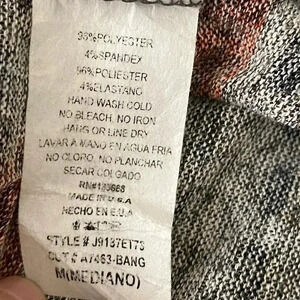 96%POLYESTER
4%SPANDEX
96%POLIESTER
4%ELASTANO
HAND WASH COLD
NO BLEACH, NO IRON
HANG OR LINE DRY
LAVAR A MANO EN AGUA FRIA
NO CLORO, NO PLANCHAR
SECAR COLGADO
MADE IN U.S.A
HECHO EN E.U.A
STYLE # J9137ET73
CUT # A7463-BANG
M(MEDIANO)